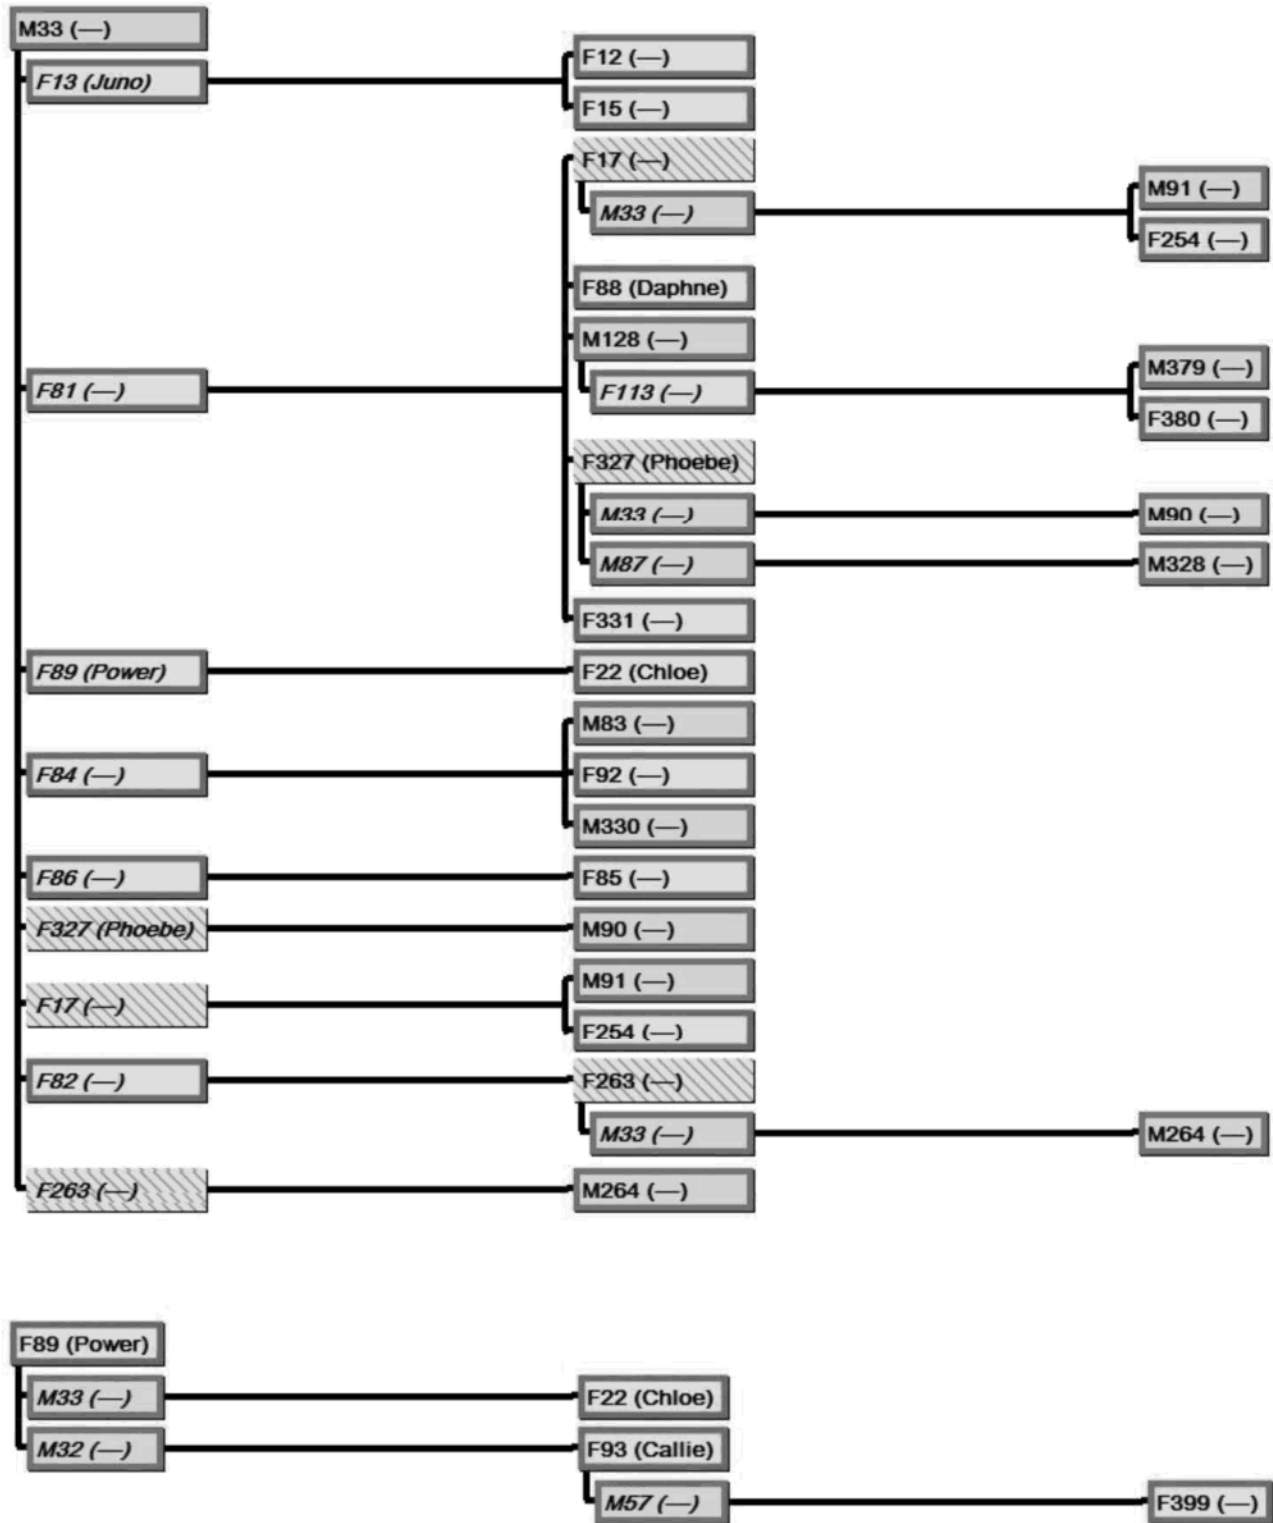 M33 (—)
F13 (Juno)
F12 (—)
F15 (—)
F17 (—)
M33 (—)
M91 (—)
F254 (—)
F88 (Daphne)
M128 (—)
F81 (—)
F113 (—)
M379 (—)
F380 (—)
F327 (Phoebe)
M33 (—)
M90 (—)
M87 (—)
M328 (—)
F331 (—)
F89 (Power)
F22 (Chloe)
M83 (—)
F84 (—)
F92 (—)
M330 (—)
F86 (—)
F85 (—)
F327 (Phoebe)
M90 (—)
M91 (—)
F17 (—)
F254 (—)
F82 (—)
F263 (—)
M33 (—)
M264 (—)
F263 (—)
M264 (—)
F89 (Power)
M33 (—)
F22 (Chloe)
M32 (—)
F93 (Callie)
M57 (—)
F399 (—)